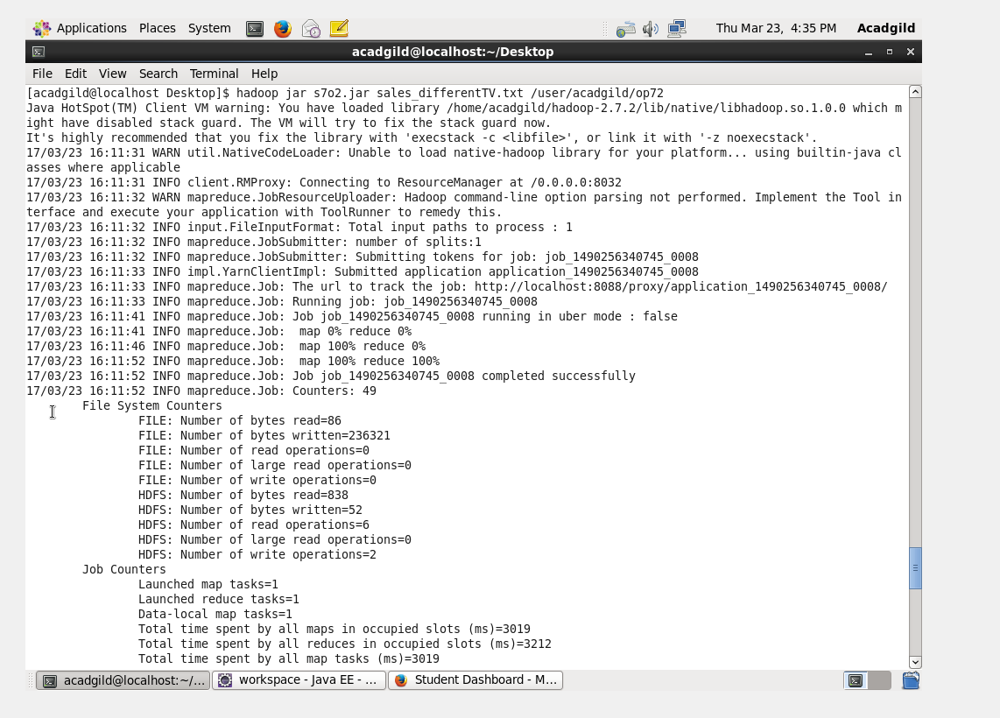 Applications Places System Thu Mar 23, 4:35 PM Acadgild
acadgild@localhost:~/Desktop
File Edit View Search Terminal Help
[acadgild@localhost Desktop]$ hadoop jar s7o2.jar sales_differentTV.txt /user/acadgild/op72
Java HotSpot(TM) Client VM warning: You have loaded library /home/acadgild/hadoop-2.7.2/lib/native/libhadoop.so.1.0.0 which m
ight have disabled stack guard. The VM will try to fix the stack guard now.
It's highly recommended that you fix the library with 'execstack -c <libfile>', or link it with '-z noexecstack'.
17/03/23 16:11:31 WARN util.NativeCodeLoader: Unable to load native-hadoop library for your platform... using builtin-java cl
asses where applicable
17/03/23 16:11:31 INFO client.RMProxy: Connecting to ResourceManager at /0.0.0.0:8032
17/03/23 16:11:32 WARN mapreduce.JobResourceUploader: Hadoop command-line option parsing not performed. Implement the Tool in
terface and execute your application with ToolRunner to remedy this.
17/03/23 16:11:32 INFO input.FileInputFormat: Total input paths to process : 1
17/03/23 16:11:32 INFO mapreduce.JobSubmitter: number of splits:1
17/03/23 16:11:32 INFO mapreduce.JobSubmitter: Submitting tokens for job: job_1490256340745_0008
17/03/23 16:11:33 INFO impl.YarnClientImpl: Submitted application application_1490256340745_0008
17/03/23 16:11:33 INFO mapreduce.Job: The url to track the job: http://localhost:8088/proxy/application_1490256340745_0008/
17/03/23 16:11:33 INFO mapreduce.Job: Running job: job_1490256340745_0008
17/03/23 16:11:41 INFO mapreduce.Job: Job job_1490256340745_0008 running in uber mode : false
17/03/23 16:11:41 INFO mapreduce.Job:  map 0% reduce 0%
17/03/23 16:11:46 INFO mapreduce.Job:  map 100% reduce 0%
17/03/23 16:11:52 INFO mapreduce.Job:  map 100% reduce 100%
17/03/23 16:11:52 INFO mapreduce.Job: Job job_1490256340745_0008 completed successfully
17/03/23 16:11:52 INFO mapreduce.Job: Counters: 49
File System Counters
FILE: Number of bytes read=86
FILE: Number of bytes written=236321
FILE: Number of read operations=0
FILE: Number of large read operations=0
FILE: Number of write operations=0
HDFS: Number of bytes read=838
HDFS: Number of bytes written=52
HDFS: Number of read operations=6
HDFS: Number of large read operations=0
HDFS: Number of write operations=2
Job Counters
Launched map tasks=1
Launched reduce tasks=1
Data-local map tasks=1
Total time spent by all maps in occupied slots (ms)=3019
Total time spent by all reduces in occupied slots (ms)=3212
Total time spent by all map tasks (ms)=3019
acadgild@localhost:~/... workspace - Java EE - ... Student Dashboard - M...